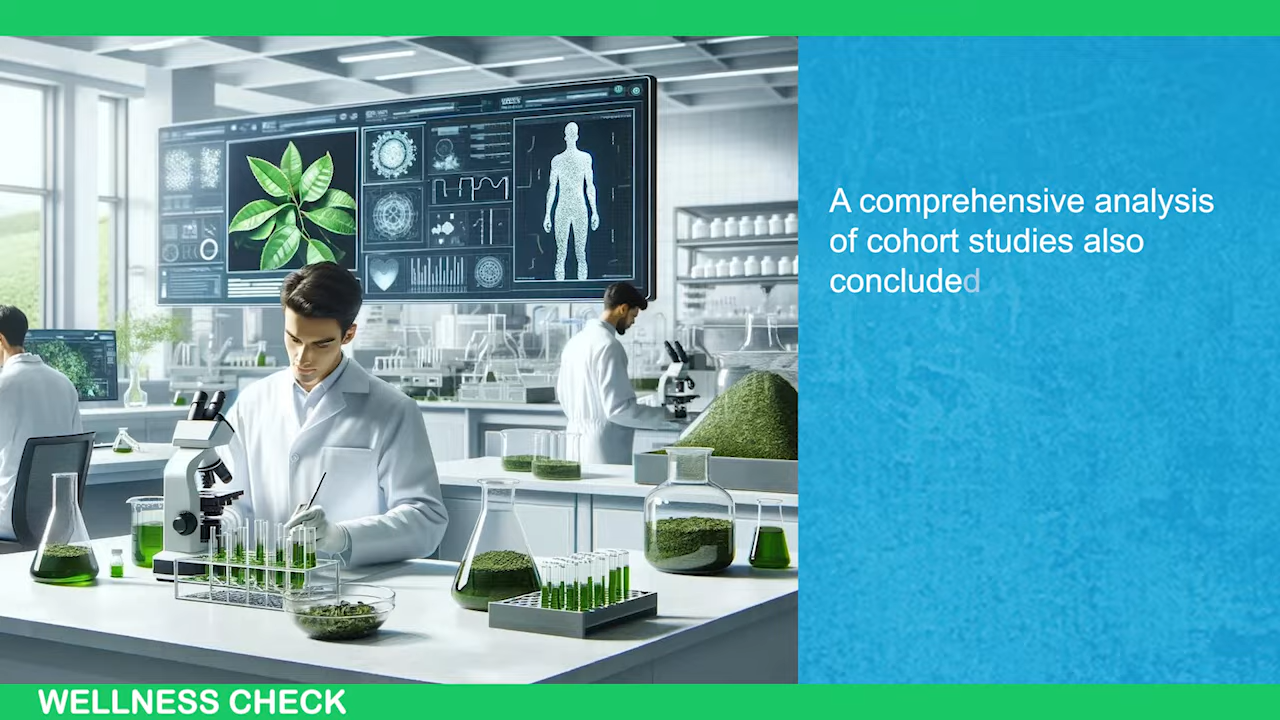 A comprehensive analysis
of cohort studies also
concluded
WELLNESS CHECK